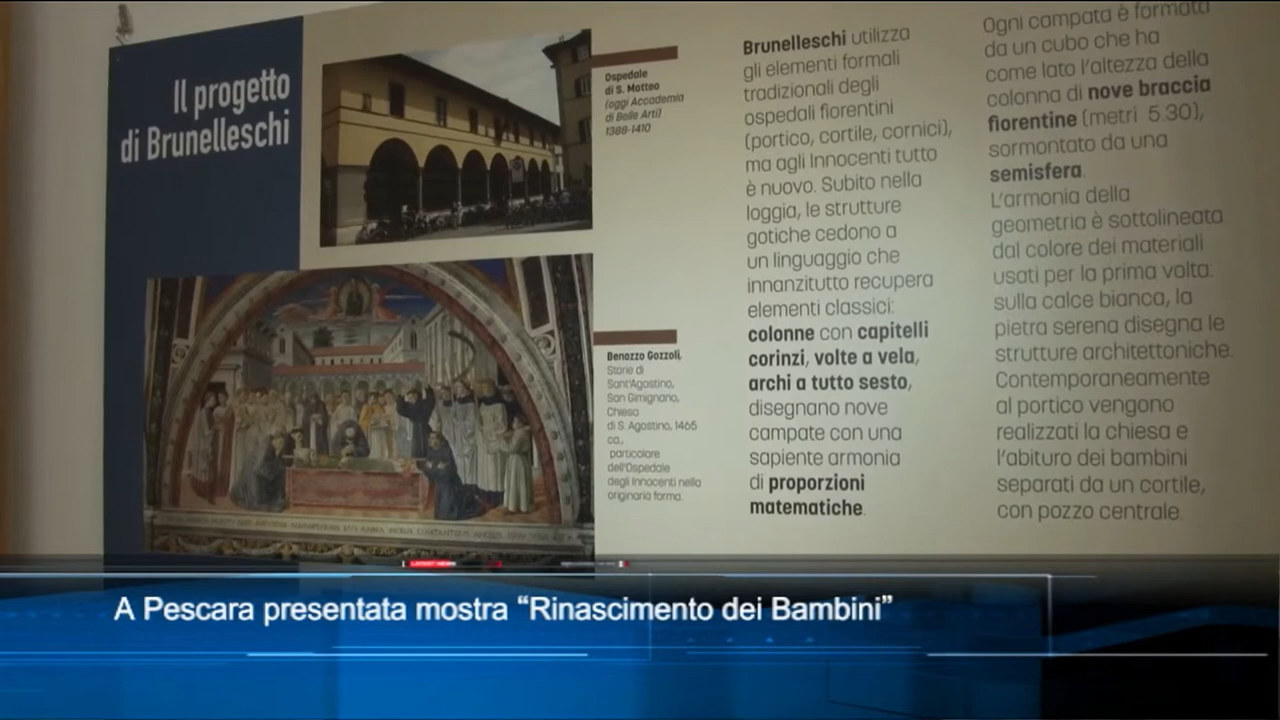 Il progetto
di Brunelleschi
Ospedale
di S. Matteo
(oggi Accademia
di Belle Arti)
1388-1410
Benozzo Gozzoli,
Storie di
Sant'Agostino,
San Gimignano,
Chiesa
di S. Agostino, 1465
ca.,
particolare
dell'Ospedale
degli Innocenti nella
originaria forma.
Brunelleschi utilizza
gli elementi formali
tradizionali degli
ospedali fiorentini
(portico, cortile, cornici),
ma agli Innocenti tutto
è nuovo. Subito nella
loggia, le strutture
gotiche cedono a
un linguaggio che
innanzitutto recupera
elementi classici:
colonne con capitelli
corinzi, volte a vela,
archi a tutto sesto,
disegnano nove
campate con una
sapiente armonia
di proporzioni
matematiche.
Ogni campata è formata
da un cubo che ha
come lato l'altezza della
colonna di nove braccia
fiorentine (metri 5.30),
sormontato da una
semisfera.
L'armonia della
geometria è sottolineata
dal colore dei materiali
usati per la prima volta:
sulla calce bianca, la
pietra serena disegna le
strutture architettoniche.
Contemporaneamente
al portico vengono
realizzati la chiesa e
l'abituro dei bambini
separati da un cortile,
con pozzo centrale.
LATEST NEWS
A Pescara presentata mostra “Rinascimento dei Bambini”